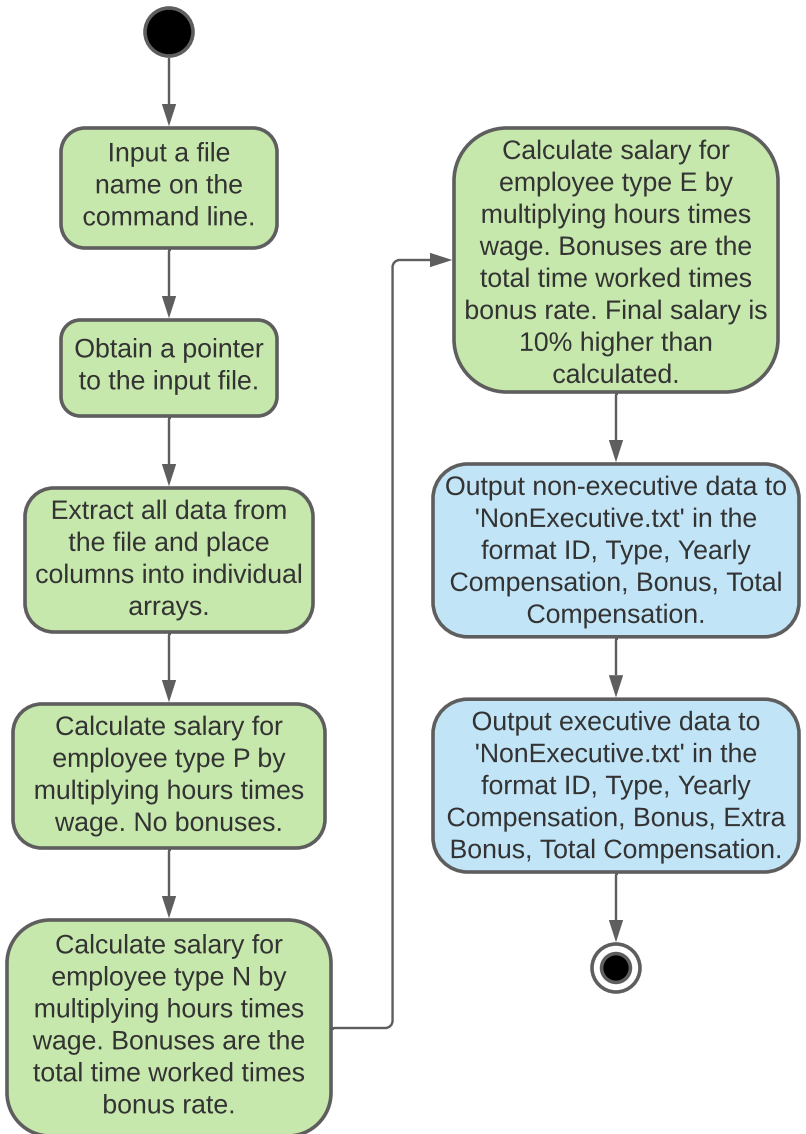 Input a file
name on the
command line.
Obtain a pointer
to the input file.
Extract all data from
the file and place
columns into individual
arrays.
Calculate salary for
employee type P by
multiplying hours times
wage. No bonuses.
Calculate salary for
employee type N by
multiplying hours times
wage. Bonuses are the
total time worked times
bonus rate.
Calculate salary for
employee type E by
multiplying hours times
wage. Bonuses are the
total time worked times
bonus rate. Final salary is
10% higher than
calculated.
Output non-executive data to
'NonExecutive.txt' in the
format ID, Type, Yearly
Compensation, Bonus, Total
Compensation.
Output executive data to
'NonExecutive.txt' in the
format ID, Type, Yearly
Compensation, Bonus, Extra
Bonus, Total Compensation.